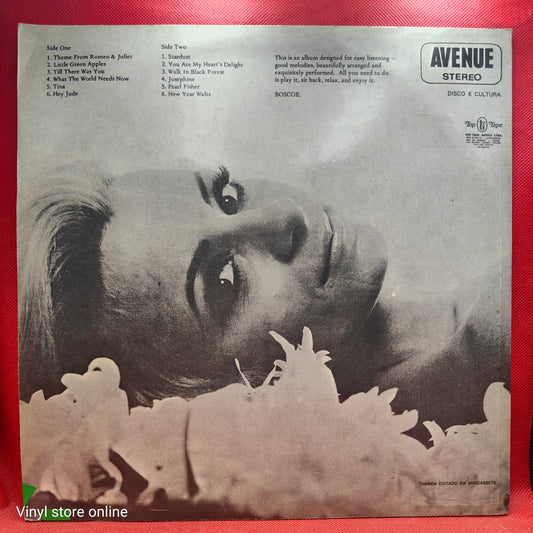 Side One
1. Theme From Romeo & Juliet
2. Little Green Apples
3. Till There Was You
4. What The World Needs Now
5. Tina
6. Hey Jude
Side Two
1. Stardust
2. You Are My Heart's Delight
3. Walk In Black Forest
4. Josephine
5. Pearl Fisher
6. New Year Waltz
This is an album designed for easy listening —
good melodies, beautifully arranged and
exquisitely performed. All you need to do
is play it, sit back, relax, and enjoy it.
BOSCOE.
AVENUE
STEREO
DISCO É CULTURA
Top Tape
TAMBÉM EDITADO EM MINICASSETE
Vinyl store online